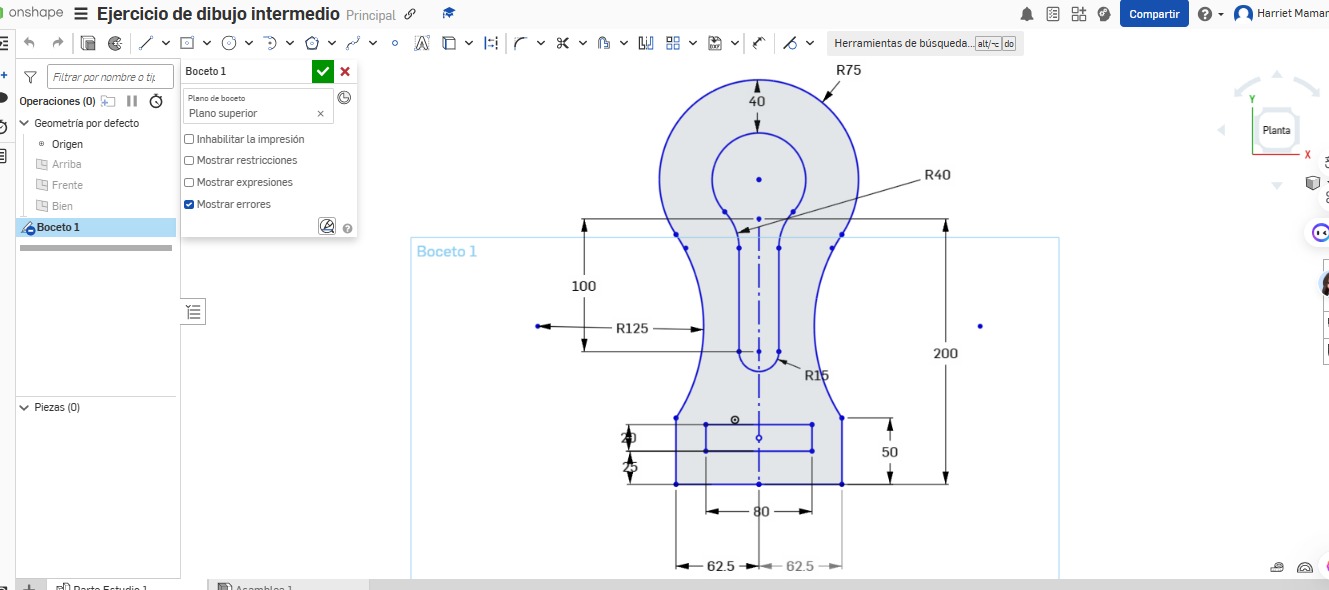 onshape Ejercicio de dibujo intermedio Principal
Compartir
Harriet Maman
Herramientas de búsqueda... alt/⌥ do
Filtrar por nombre o tip
Operaciones (0)
Geometría por defecto
Origen
Arriba
Frente
Bien
Boceto 1
Piezas (0)
Boceto 1
Plano de boceto
Plano superior
Inhabilitar la impresión
Mostrar restricciones
Mostrar expresiones
Mostrar errores
Boceto 1
R75
40
R40
100
R125
200
R15
20
25
50
80
62.5
62.5
Y
Planta
X
Parte Estudio 1
Asamblea 1